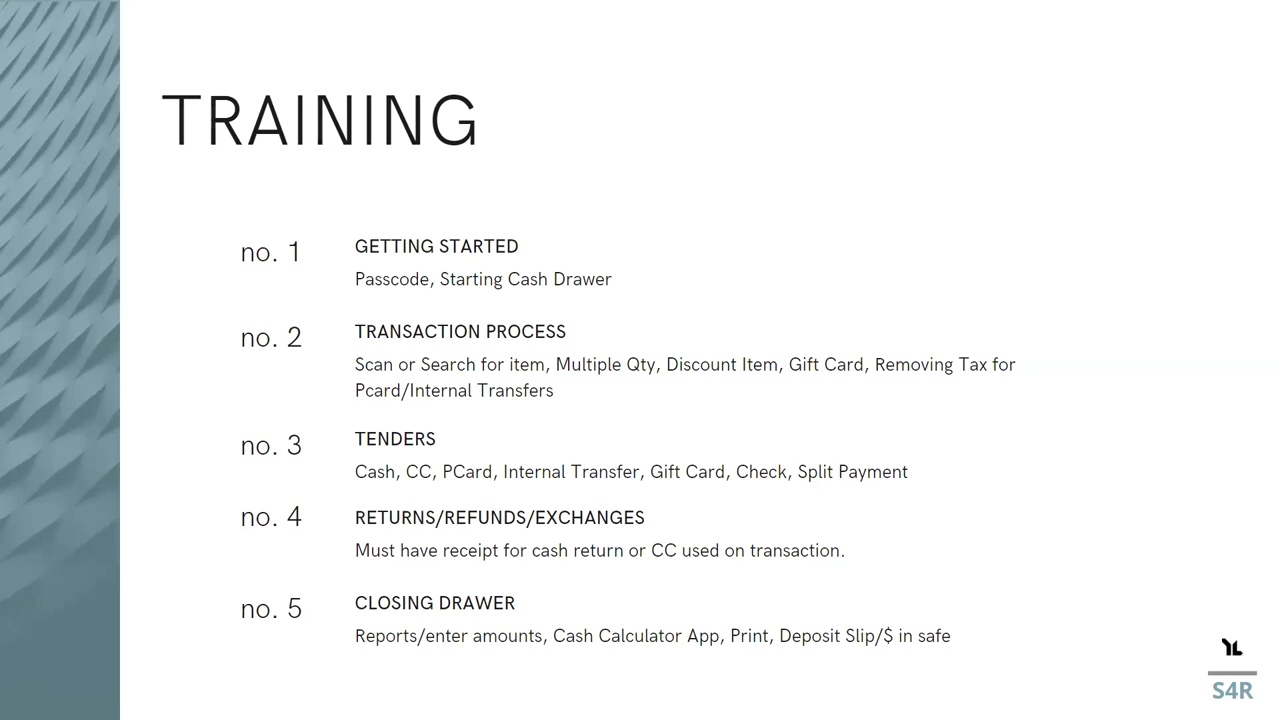 TRAINING
no. 1
GETTING STARTED
Passcode, Starting Cash Drawer
no. 2
TRANSACTION PROCESS
Scan or Search for item, Multiple Qty, Discount Item, Gift Card, Removing Tax for
Pcard/Internal Transfers
no. 3
TENDERS
Cash, CC, PCard, Internal Transfer, Gift Card, Check, Split Payment
no. 4
RETURNS/REFUNDS/EXCHANGES
Must have receipt for cash return or CC used on transaction.
no. 5
CLOSING DRAWER
Reports/enter amounts, Cash Calculator App, Print, Deposit Slip/$ in safe
YL
S4R